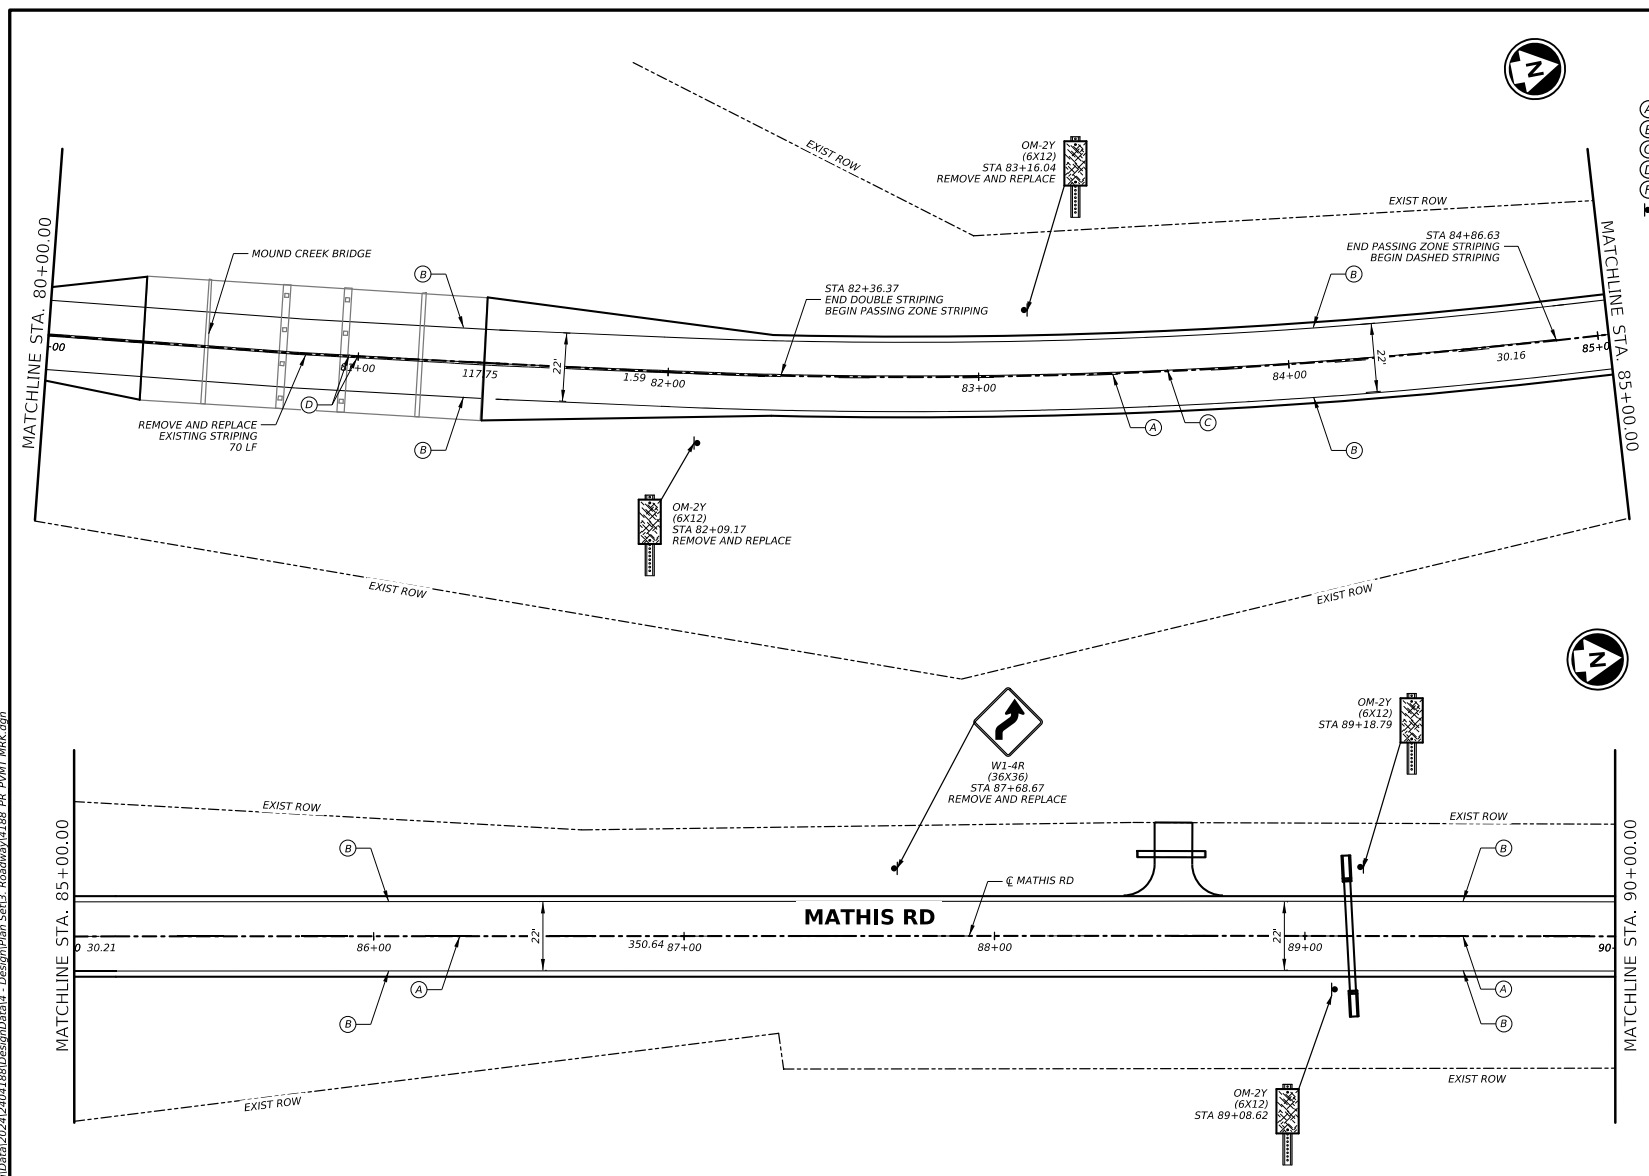 N
EXIST ROW
OM-2Y
(6X12)
STA 83+16.04
REMOVE AND REPLACE
EXIST ROW
STA 84+86.63
END PASSING ZONE STRIPING
BEGIN DASHED STRIPING
MATCHLINE STA. 80+00.00
MOUND CREEK BRIDGE
B
STA 82+36.37
END DOUBLE STRIPING
BEGIN PASSING ZONE STRIPING
B
MATCHLINE STA. 85+00.00
+00
81+00
117.75
22'
1.59
82+00
83+00
84+00
22'
30.16
85+0
D
REMOVE AND REPLACE
EXISTING STRIPING
70 LF
B
A
C
B
OM-2Y
(6X12)
STA 82+09.17
REMOVE AND REPLACE
EXIST ROW
EXIST ROW
N
W1-4R
(36X36)
STA 87+68.67
REMOVE AND REPLACE
OM-2Y
(6X12)
STA 89+18.79
MATCHLINE STA. 85+00.00
EXIST ROW
EXIST ROW
MATCHLINE STA. 90+00.00
B
B
℄ MATHIS RD
MATHIS RD
0 30.21
86+00
22'
350.64
87+00
88+00
22'
89+00
90-
A
A
B
B
EXIST ROW
EXIST ROW
OM-2Y
(6X12)
STA 89+08.62